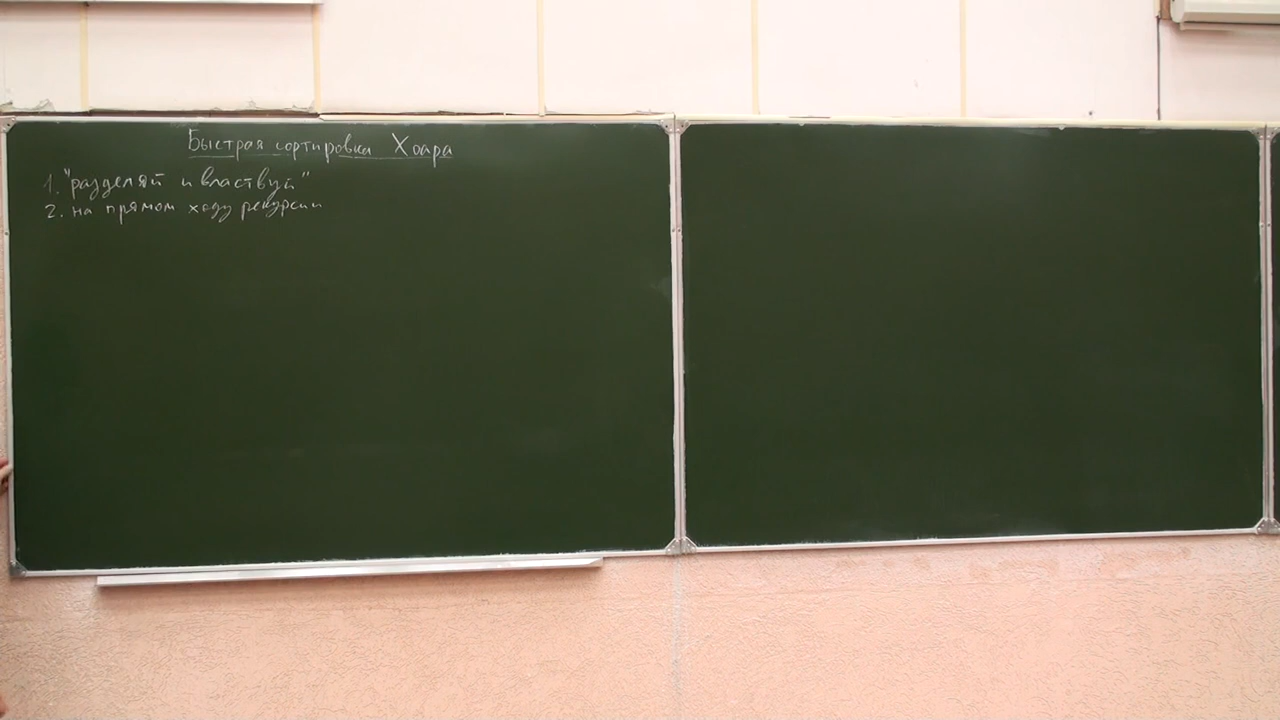 Быстрая сортировка Хоара
1. "разделяй и властвуй"
2. на прямом ходу рекурсии